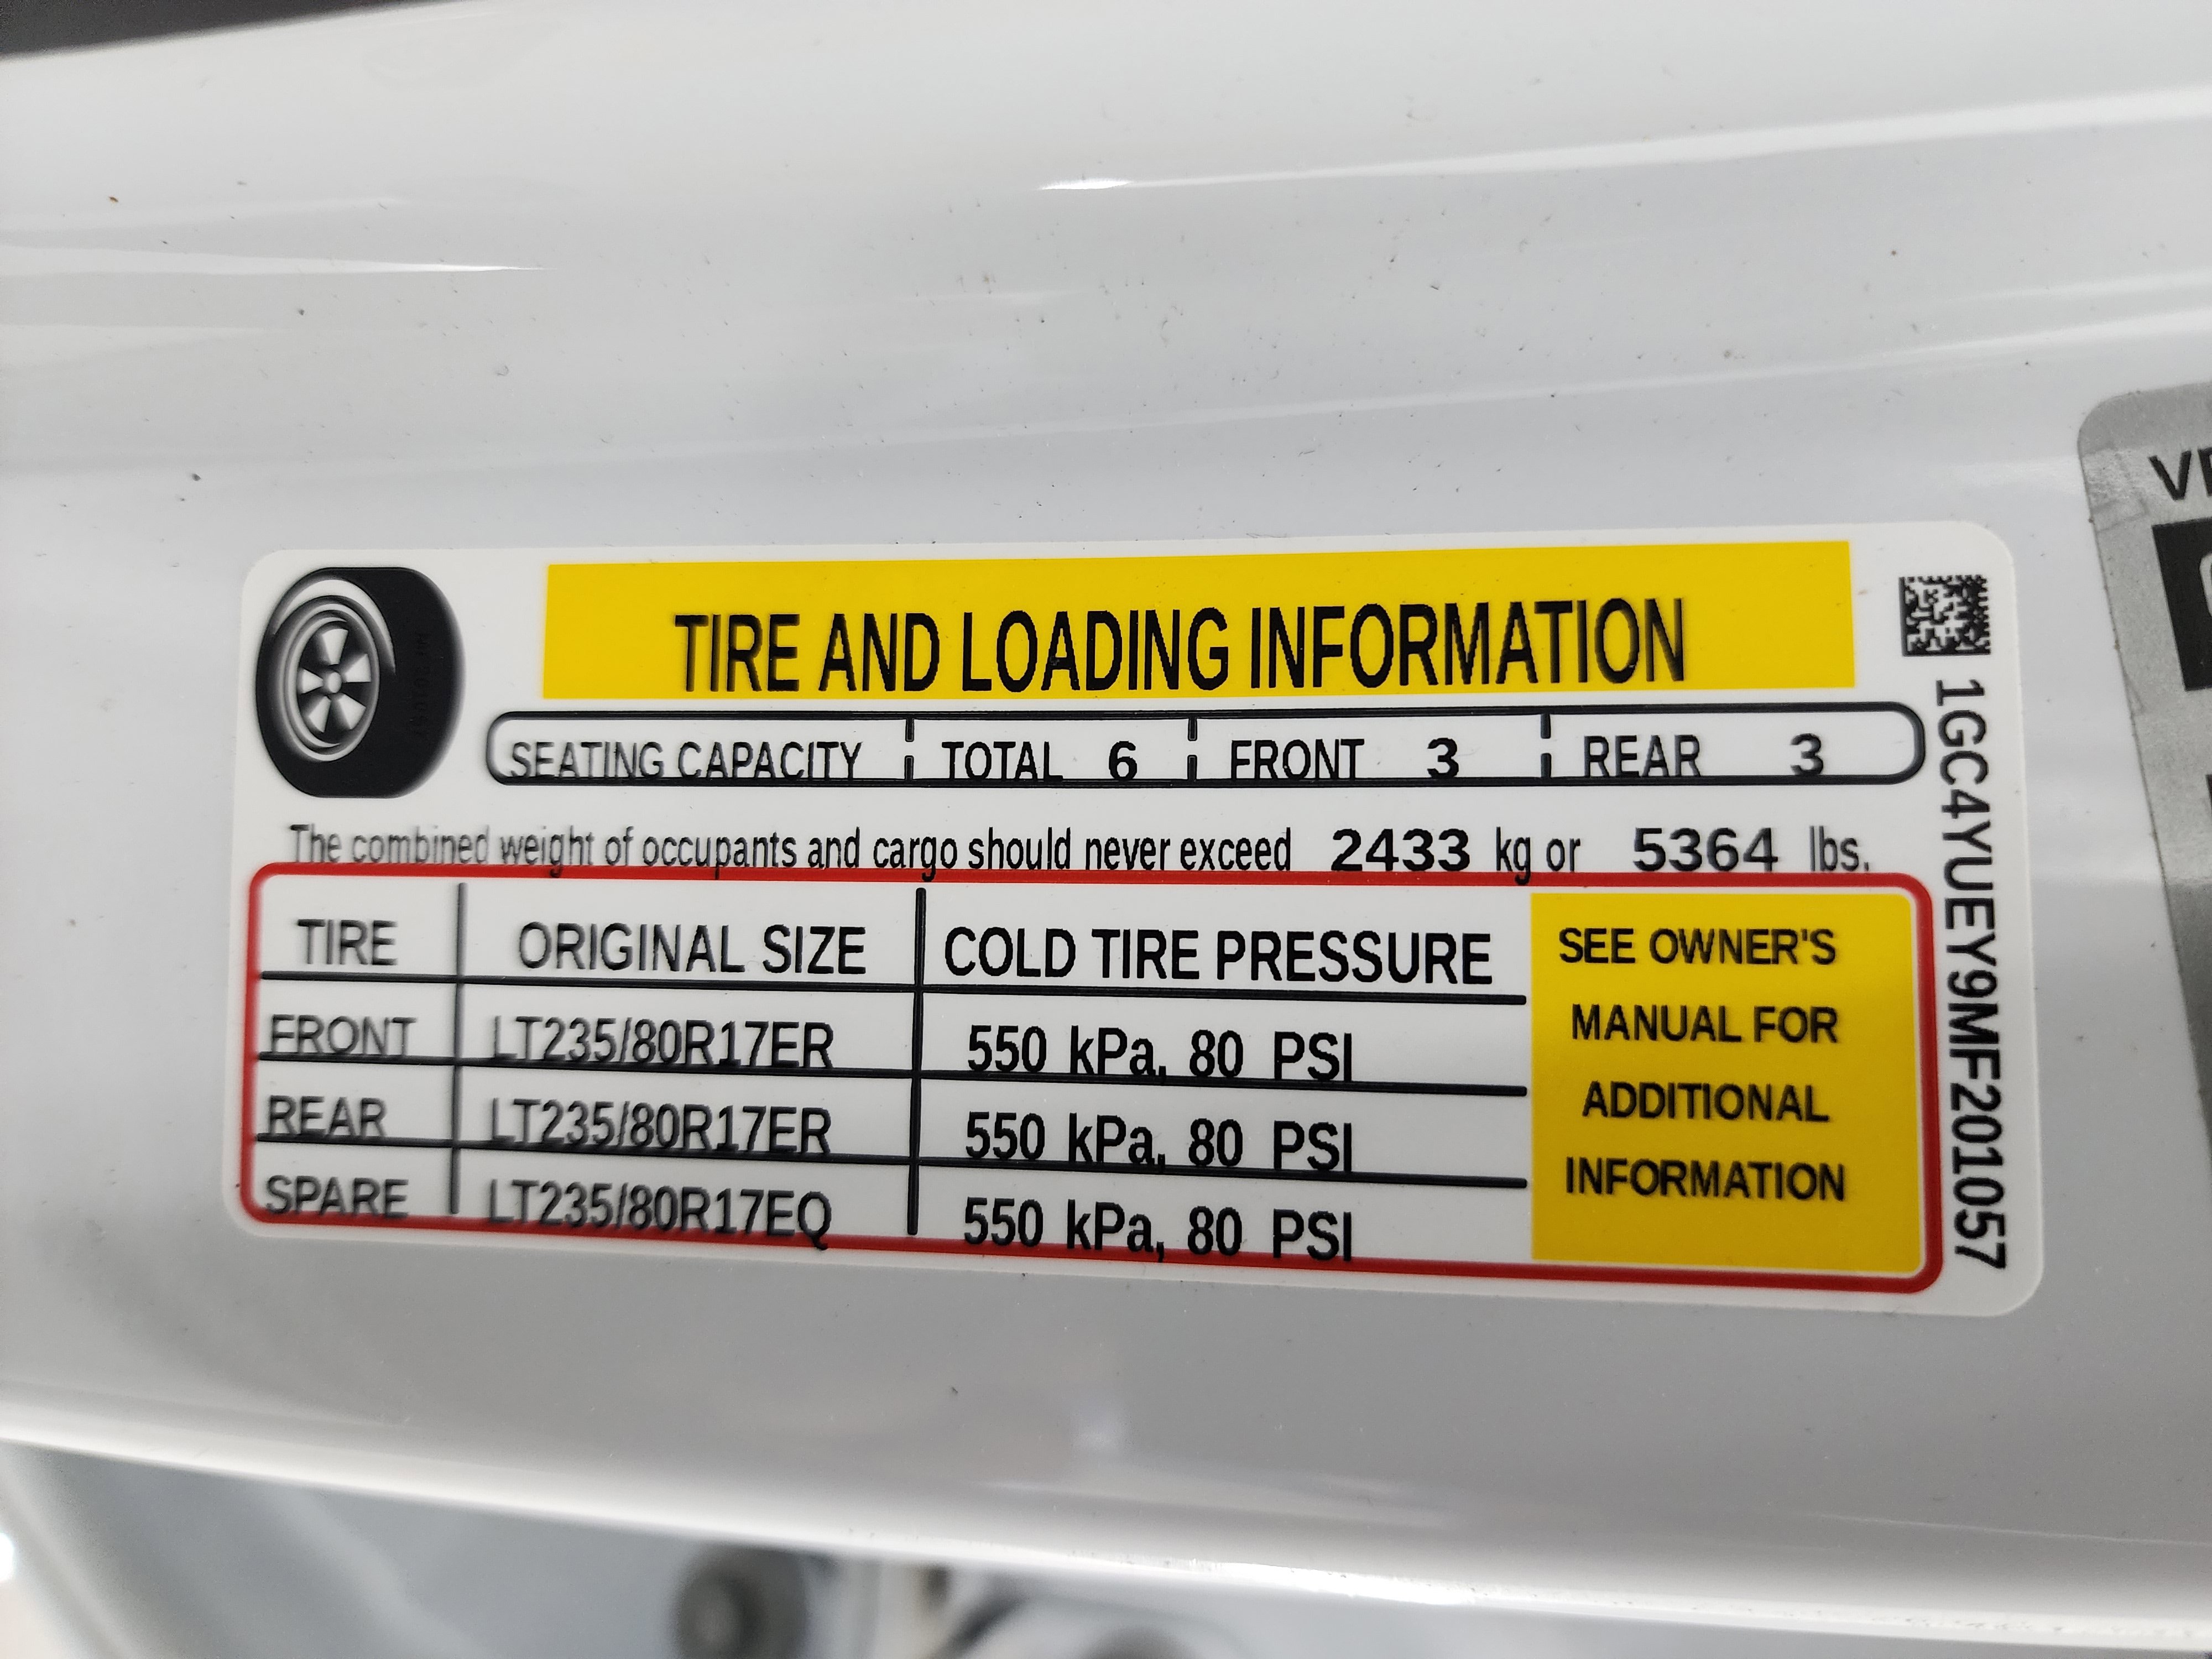 TIRE AND LOADING INFORMATION
SEATING CAPACITY TOTAL 6 FRONT 3 REAR 3
The combined weight of occupants and cargo should never exceed 2433 kg or 5364 lbs.
TIRE ORIGINAL SIZE COLD TIRE PRESSURE
FRONT LT235/80R17ER 550 kPa, 80 PSI
REAR LT235/80R17ER 550 kPa, 80 PSI
SPARE LT235/80R17EQ 550 kPa, 80 PSI
SEE OWNER'S
MANUAL FOR
ADDITIONAL
INFORMATION
1GC4YUEY9MF201057